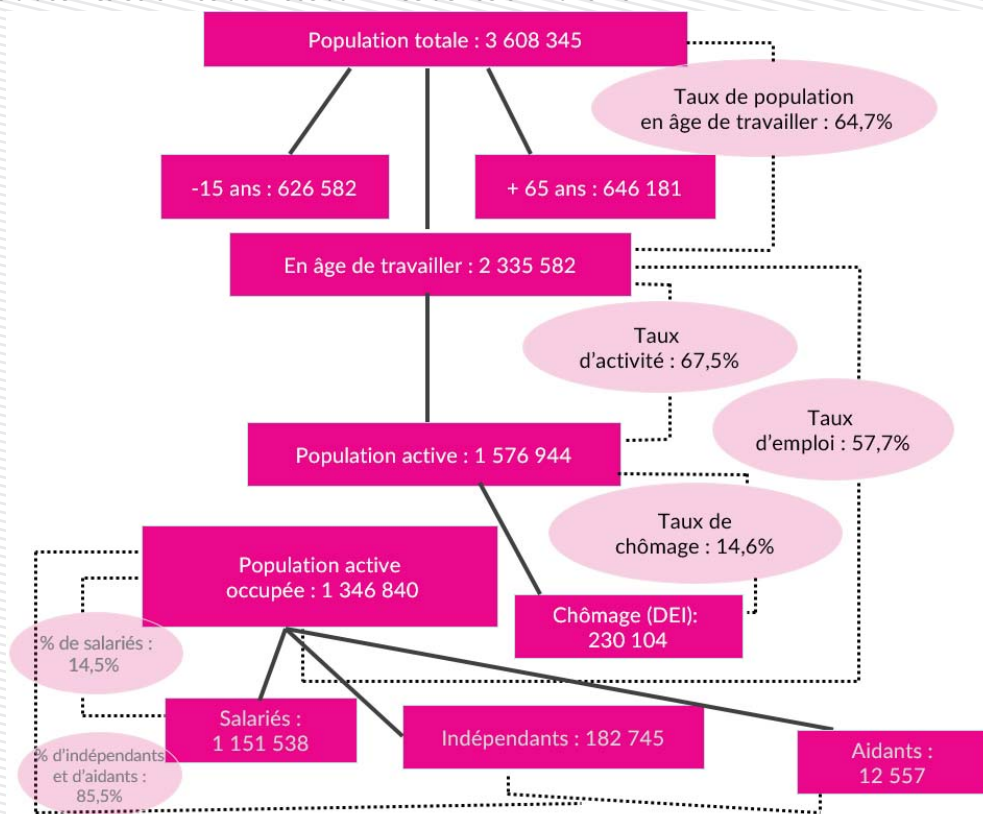 Population totale : 3 608 345
Taux de population
en âge de travailler : 64,7%
-15 ans : 626 582
+ 65 ans : 646 181
En âge de travailler : 2 335 582
Taux
d'activité : 67,5%
Taux
d'emploi : 57,7%
Population active : 1 576 944
Taux de
chômage : 14,6%
Population active
occupée : 1 346 840
Chômage (DEI):
230 104
% de salariés :
14,5%
Salariés :
1 151 538
Indépendants : 182 745
Aidants :
12 557
% d'indépendants
et d'aidants :
85,5%